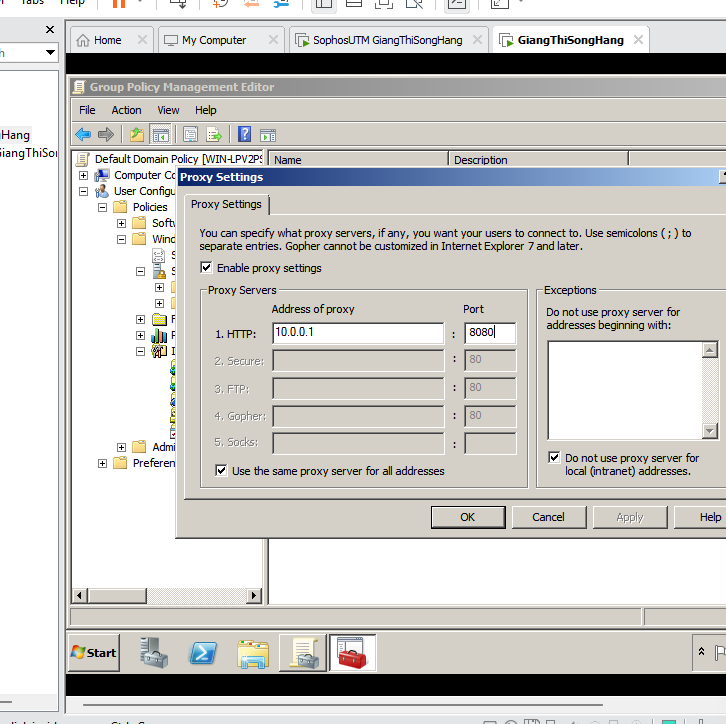 Tabs Help
Home
My Computer
SophosUTM GiangThiSongHang
GiangThiSongHang
Group Policy Management Editor
File Action View Help
Default Domain Policy [WIN-LPV2PS
Name
Description
Computer Co
User Configu
Policies
Softw
Wind
Admi
Preferen
Proxy Settings
Proxy Settings
You can specify what proxy servers, if any, you want your users to connect to. Use semicolons ( ; ) to
separate entries. Gopher cannot be customized in Internet Explorer 7 and later.
Enable proxy settings
Proxy Servers
Address of proxy Port
1. HTTP: 10.0.0.1 : 8080
2. Secure: : 80
3. FTP: : 80
4. Gopher: : 80
5. Socks: :
Use the same proxy server for all addresses
Exceptions
Do not use proxy server for
addresses beginning with:
Do not use proxy server for
local (intranet) addresses.
OK Cancel Apply Help
Start
gHang
GiangThiSon